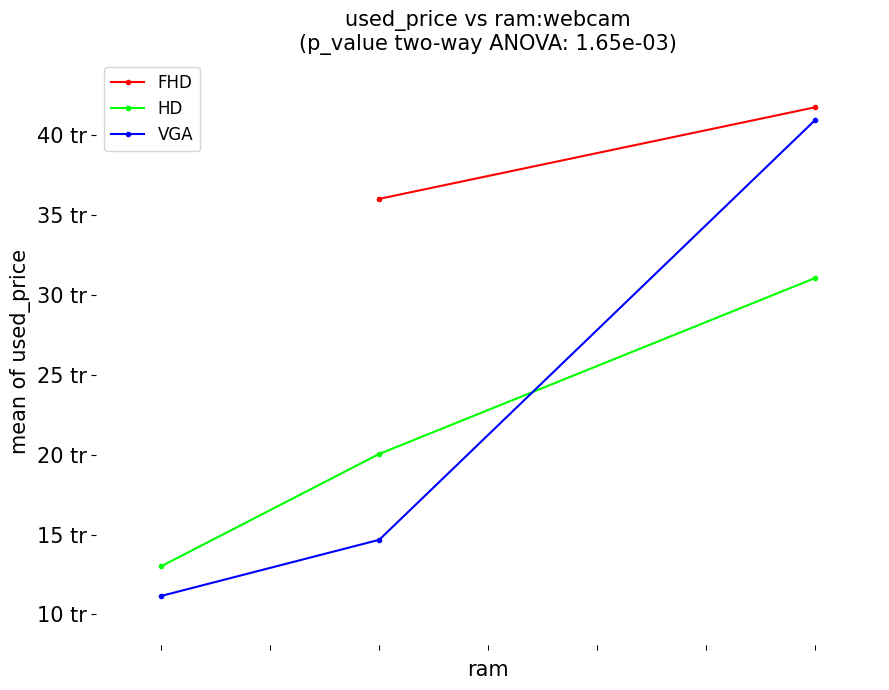 used_price vs ram:webcam
(p_value two-way ANOVA: 1.65e-03)
FHD
HD
VGA
40 tr
35 tr
30 tr
25 tr
20 tr
15 tr
10 tr
mean of used_price
ram